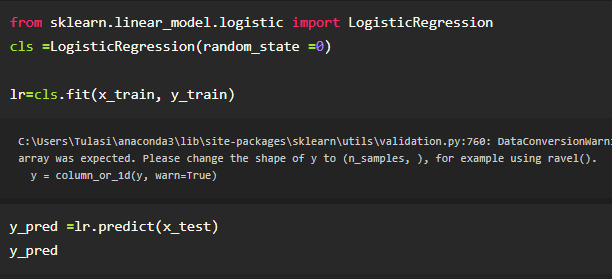 from sklearn.linear_model.logistic import LogisticRegression
cls =LogisticRegression(random_state =0)
lr=cls.fit(x_train, y_train)
C:\Users\Tulasi\anaconda3\lib\site-packages\sklearn\utils\validation.py:760: DataConversionWarni
array was expected. Please change the shape of y to (n_samples, ), for example using ravel().
y = column_or_1d(y, warn=True)
y_pred =lr.predict(x_test)
y_pred